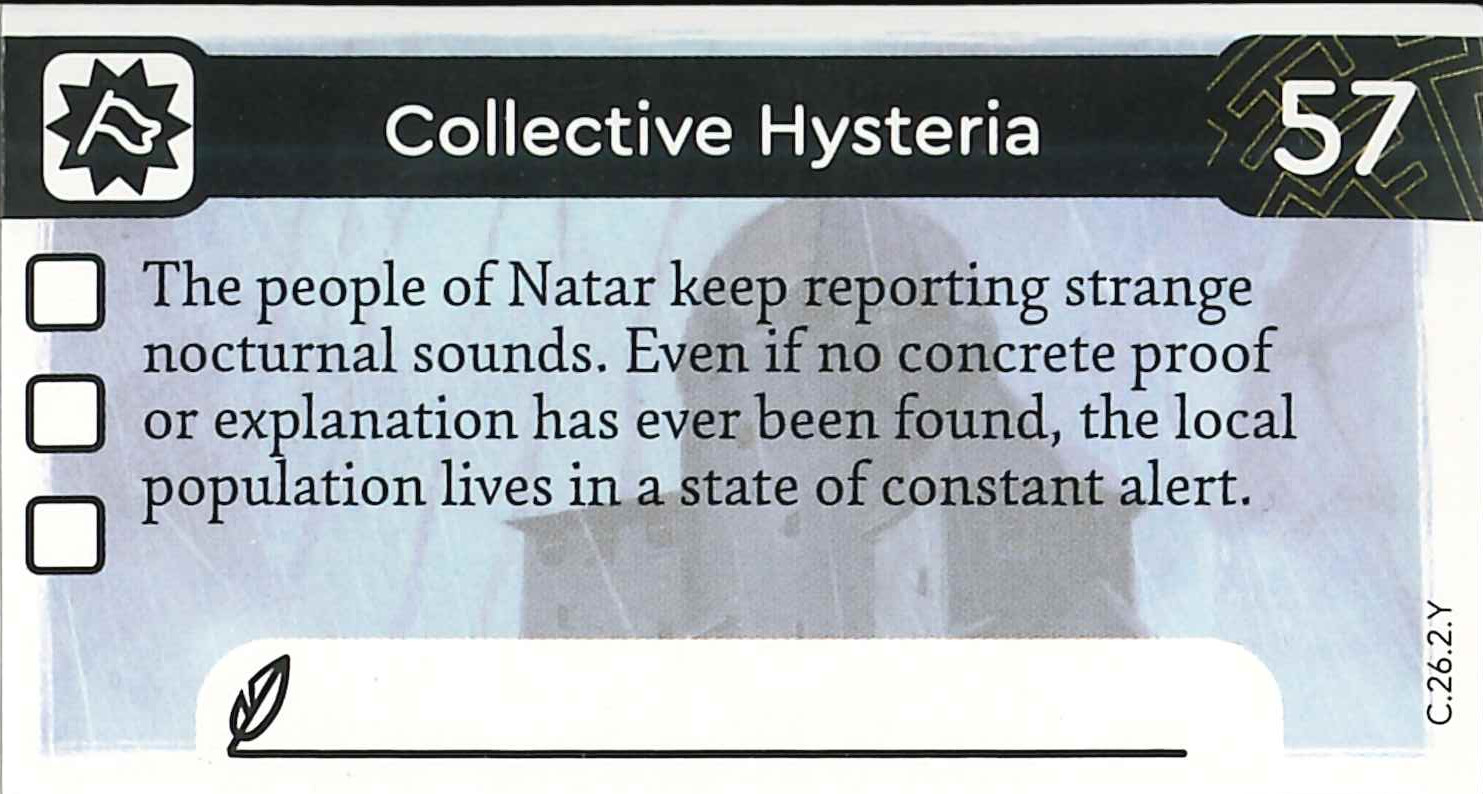 Collective Hysteria
57
The people of Natar keep reporting strange
nocturnal sounds. Even if no concrete proof
or explanation has ever been found, the local
population lives in a state of constant alert.
C.26.2.Y